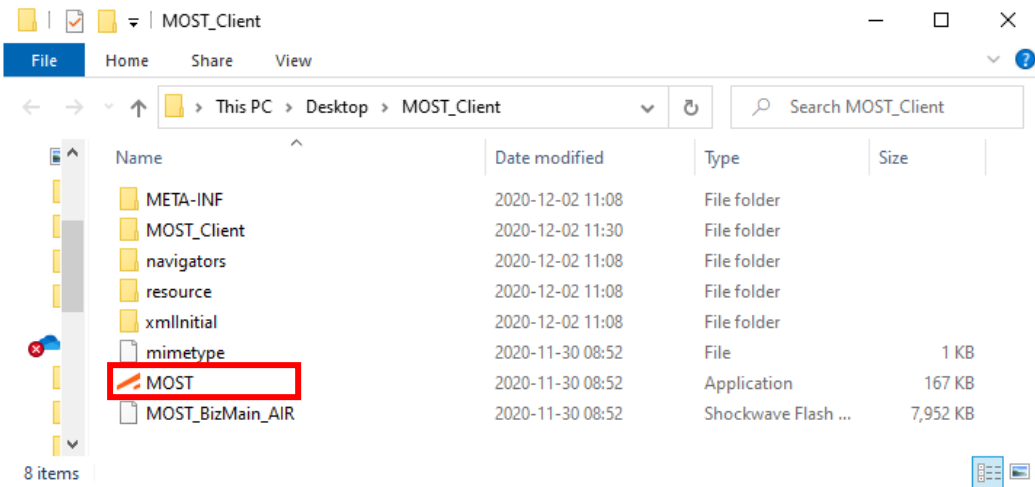 MOST_Client
File Home Share View
This PC Desktop MOST_Client Search MOST_Client
Name Date modified Type Size
META-INF 2020-12-02 11:08 File folder
MOST_Client 2020-12-02 11:30 File folder
navigators 2020-12-02 11:08 File folder
resource 2020-12-02 11:08 File folder
xmlInitial 2020-12-02 11:08 File folder
mimetype 2020-11-30 08:52 File 1 KB
MOST 2020-11-30 08:52 Application 167 KB
MOST_BizMain_AIR 2020-11-30 08:52 Shockwave Flash ... 7,952 KB
8 items